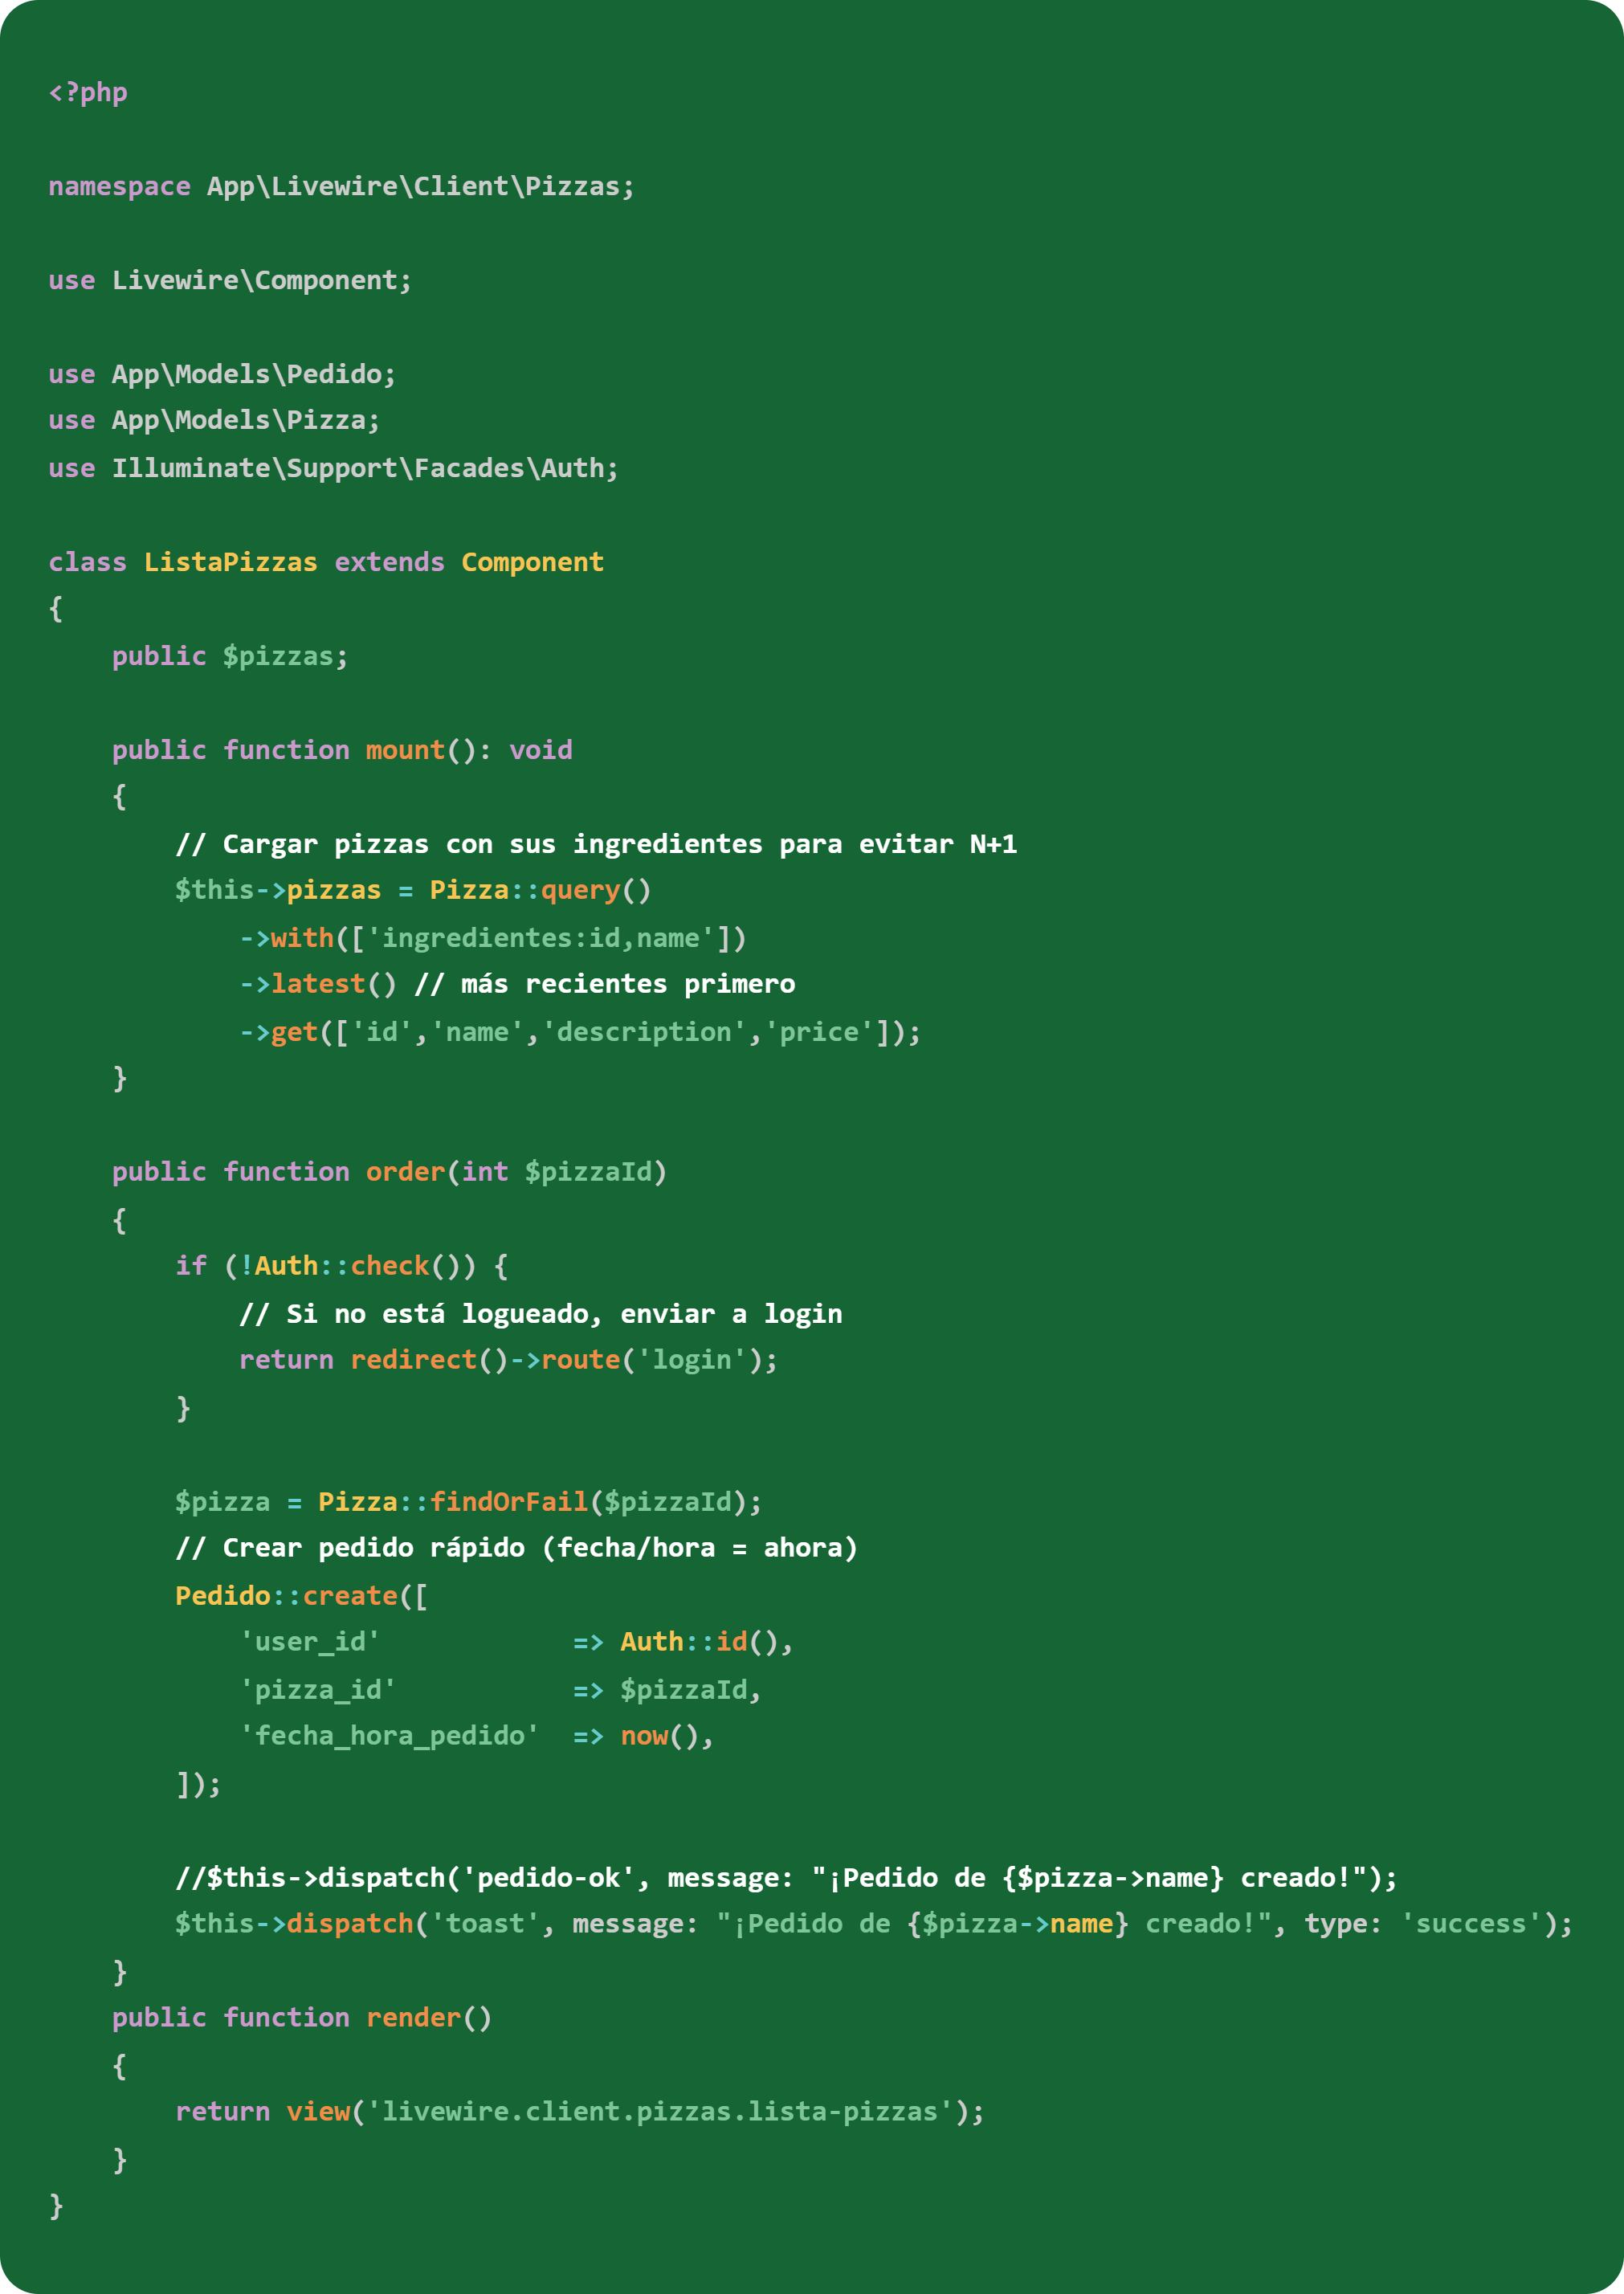 <?php

namespace App\Livewire\Client\Pizzas;

use Livewire\Component;

use App\Models\Pedido;
use App\Models\Pizza;
use Illuminate\Support\Facades\Auth;

class ListaPizzas extends Component
{
    public $pizzas;

    public function mount(): void
    {
        // Cargar pizzas con sus ingredientes para evitar N+1
        $this->pizzas = Pizza::query()
            ->with(['ingredientes:id,name'])
            ->latest() // más recientes primero
            ->get(['id','name','description','price']);
    }

    public function order(int $pizzaId)
    {
        if (!Auth::check()) {
            // Si no está logueado, enviar a login
            return redirect()->route('login');
        }

        $pizza = Pizza::findOrFail($pizzaId);
        // Crear pedido rápido (fecha/hora = ahora)
        Pedido::create([
            'user_id'            => Auth::id(),
            'pizza_id'           => $pizzaId,
            'fecha_hora_pedido'  => now(),
        ]);

        //$this->dispatch('pedido-ok', message: "¡Pedido de {$pizza->name} creado!");
        $this->dispatch('toast', message: "¡Pedido de {$pizza->name} creado!", type: 'success');
    }
    public function render()
    {
        return view('livewire.client.pizzas.lista-pizzas');
    }
}